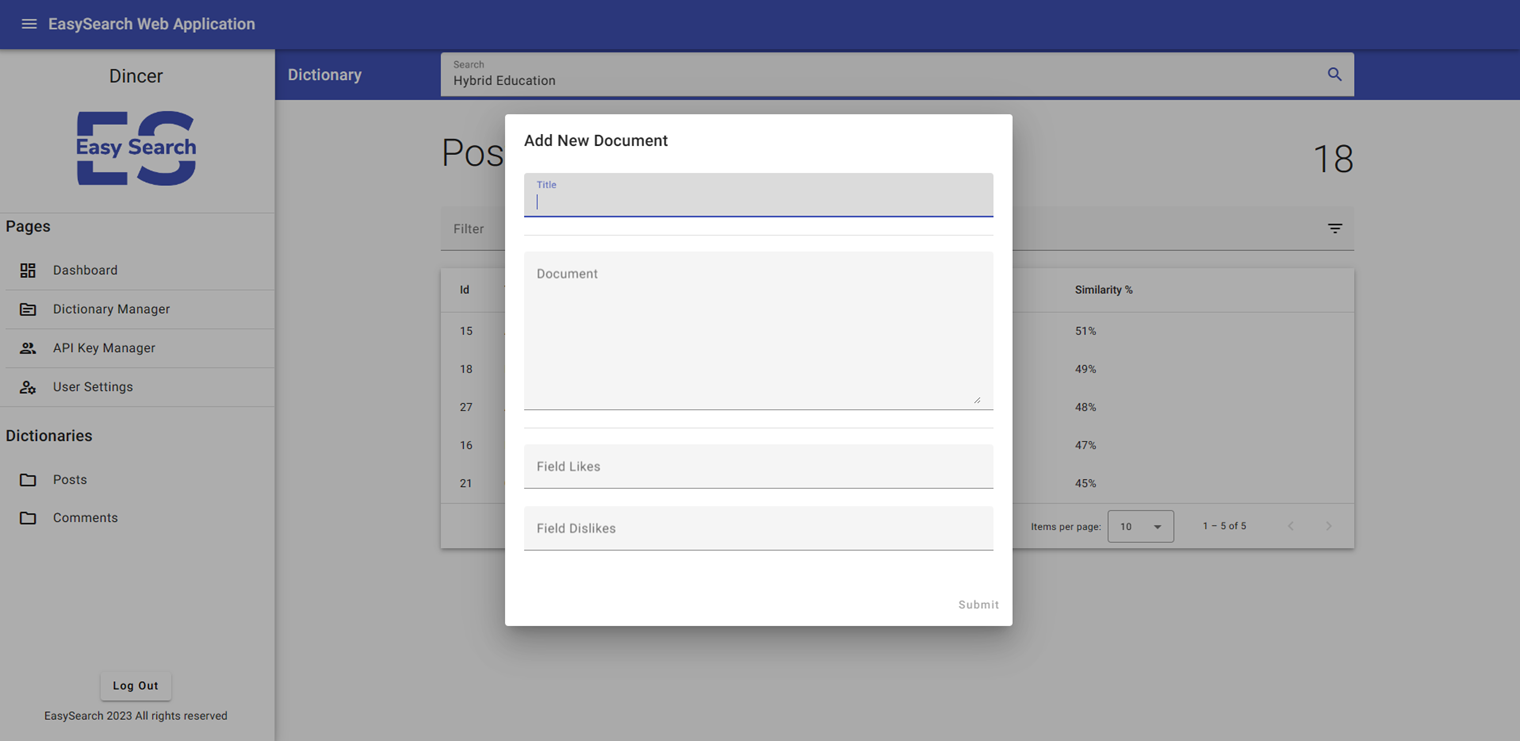 EasySearch Web Application
Dincer
ES
Easy Search
Pages
Dashboard
Dictionary Manager
API Key Manager
User Settings
Dictionaries
Posts
Comments
Log Out
EasySearch 2023 All rights reserved
Dictionary
Search
Hybrid Education
Pos
18
Filter
Id
Similarity %
15
51%
18
49%
27
48%
16
47%
21
45%
Items per page:
10
1 – 5 of 5
Add New Document
Title
Document
Field Likes
Field Dislikes
Submit